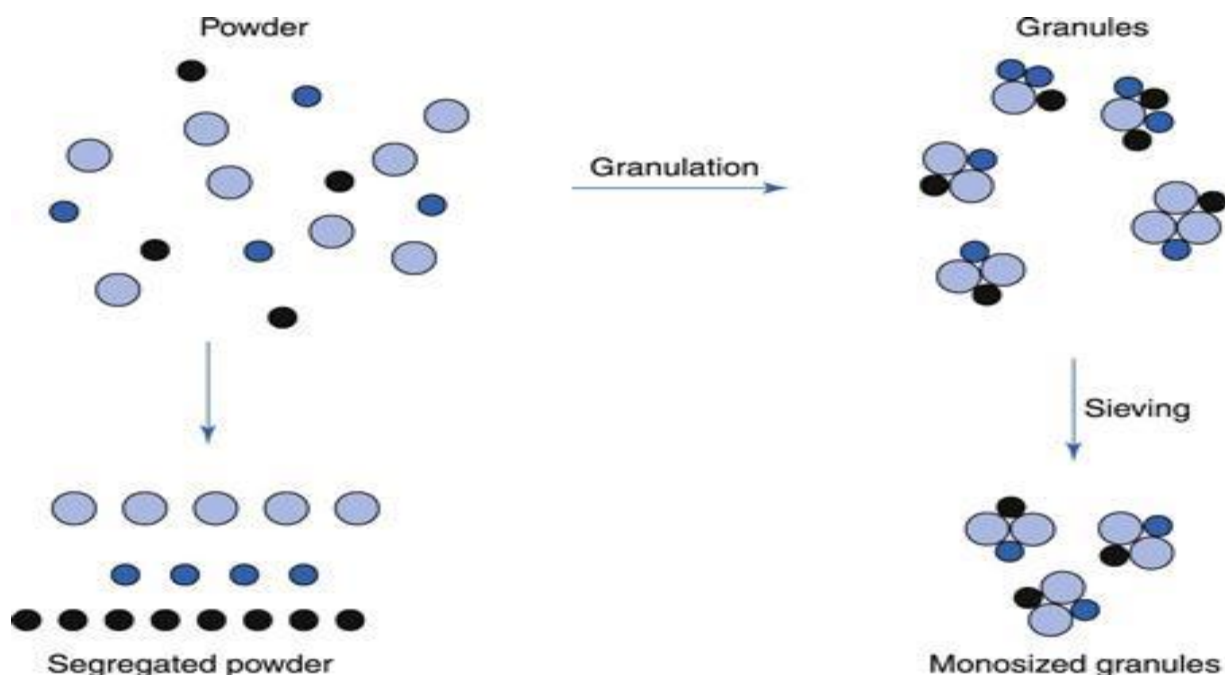 Powder
Granules
Granulation
Sieving
Segregated powder
Monosized granules